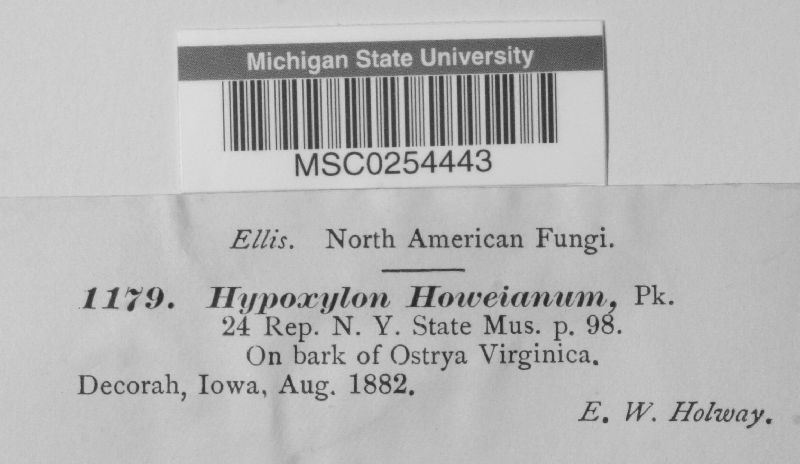 Michigan State University
MSC0254443
Ellis. North American Fungi.
1179. Hypoxylon Howeianum, Pk.
24 Rep. N. Y. State Mus. p. 98.
On bark of Ostrya Virginica.
Decorah, Iowa, Aug. 1882.
E. W. Holway.